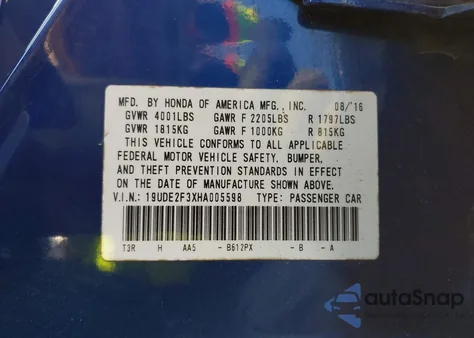 MFD. BY HONDA OF AMERICA MFG., INC. 08/'16
GVWR 4001LBS GAWR F 2205LBS R 1797LBS
GVWR 1815KG GAWR F 1000KG R 815KG
THIS VEHICLE CONFORMS TO ALL APPLICABLE
FEDERAL MOTOR VEHICLE SAFETY, BUMPER,
AND THEFT PREVENTION STANDARDS IN EFFECT
ON THE DATE OF MANUFACTURE SHOWN ABOVE.
V.I.N.: 19UDE2F3XHA005598 TYPE: PASSENGER CAR
T3R H AA5 - B612PX - B - A
autoSnap